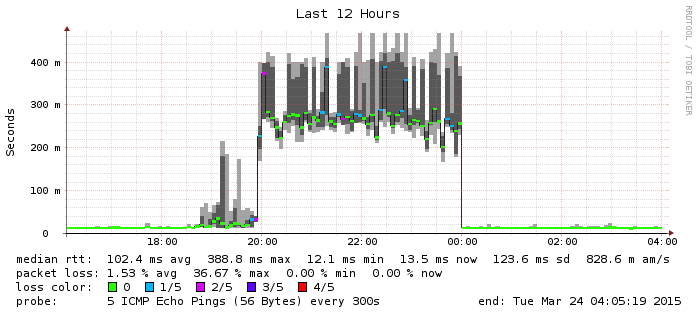 Last 12 Hours
RRDTOOL / TOBI OETIKER
Seconds
400 m
300 m
200 m
100 m
0
18:00 20:00 22:00 00:00 02:00 04:00
median rtt: 102.4 ms avg 388.8 ms max 12.1 ms min 13.5 ms now 123.6 ms sd 828.6 m am/s
packet loss: 1.53 % avg 36.67 % max 0.00 % min 0.00 % now
loss color: 0 1/5 2/5 3/5 4/5
probe: 5 ICMP Echo Pings (56 Bytes) every 300s end: Tue Mar 24 04:05:19 2015